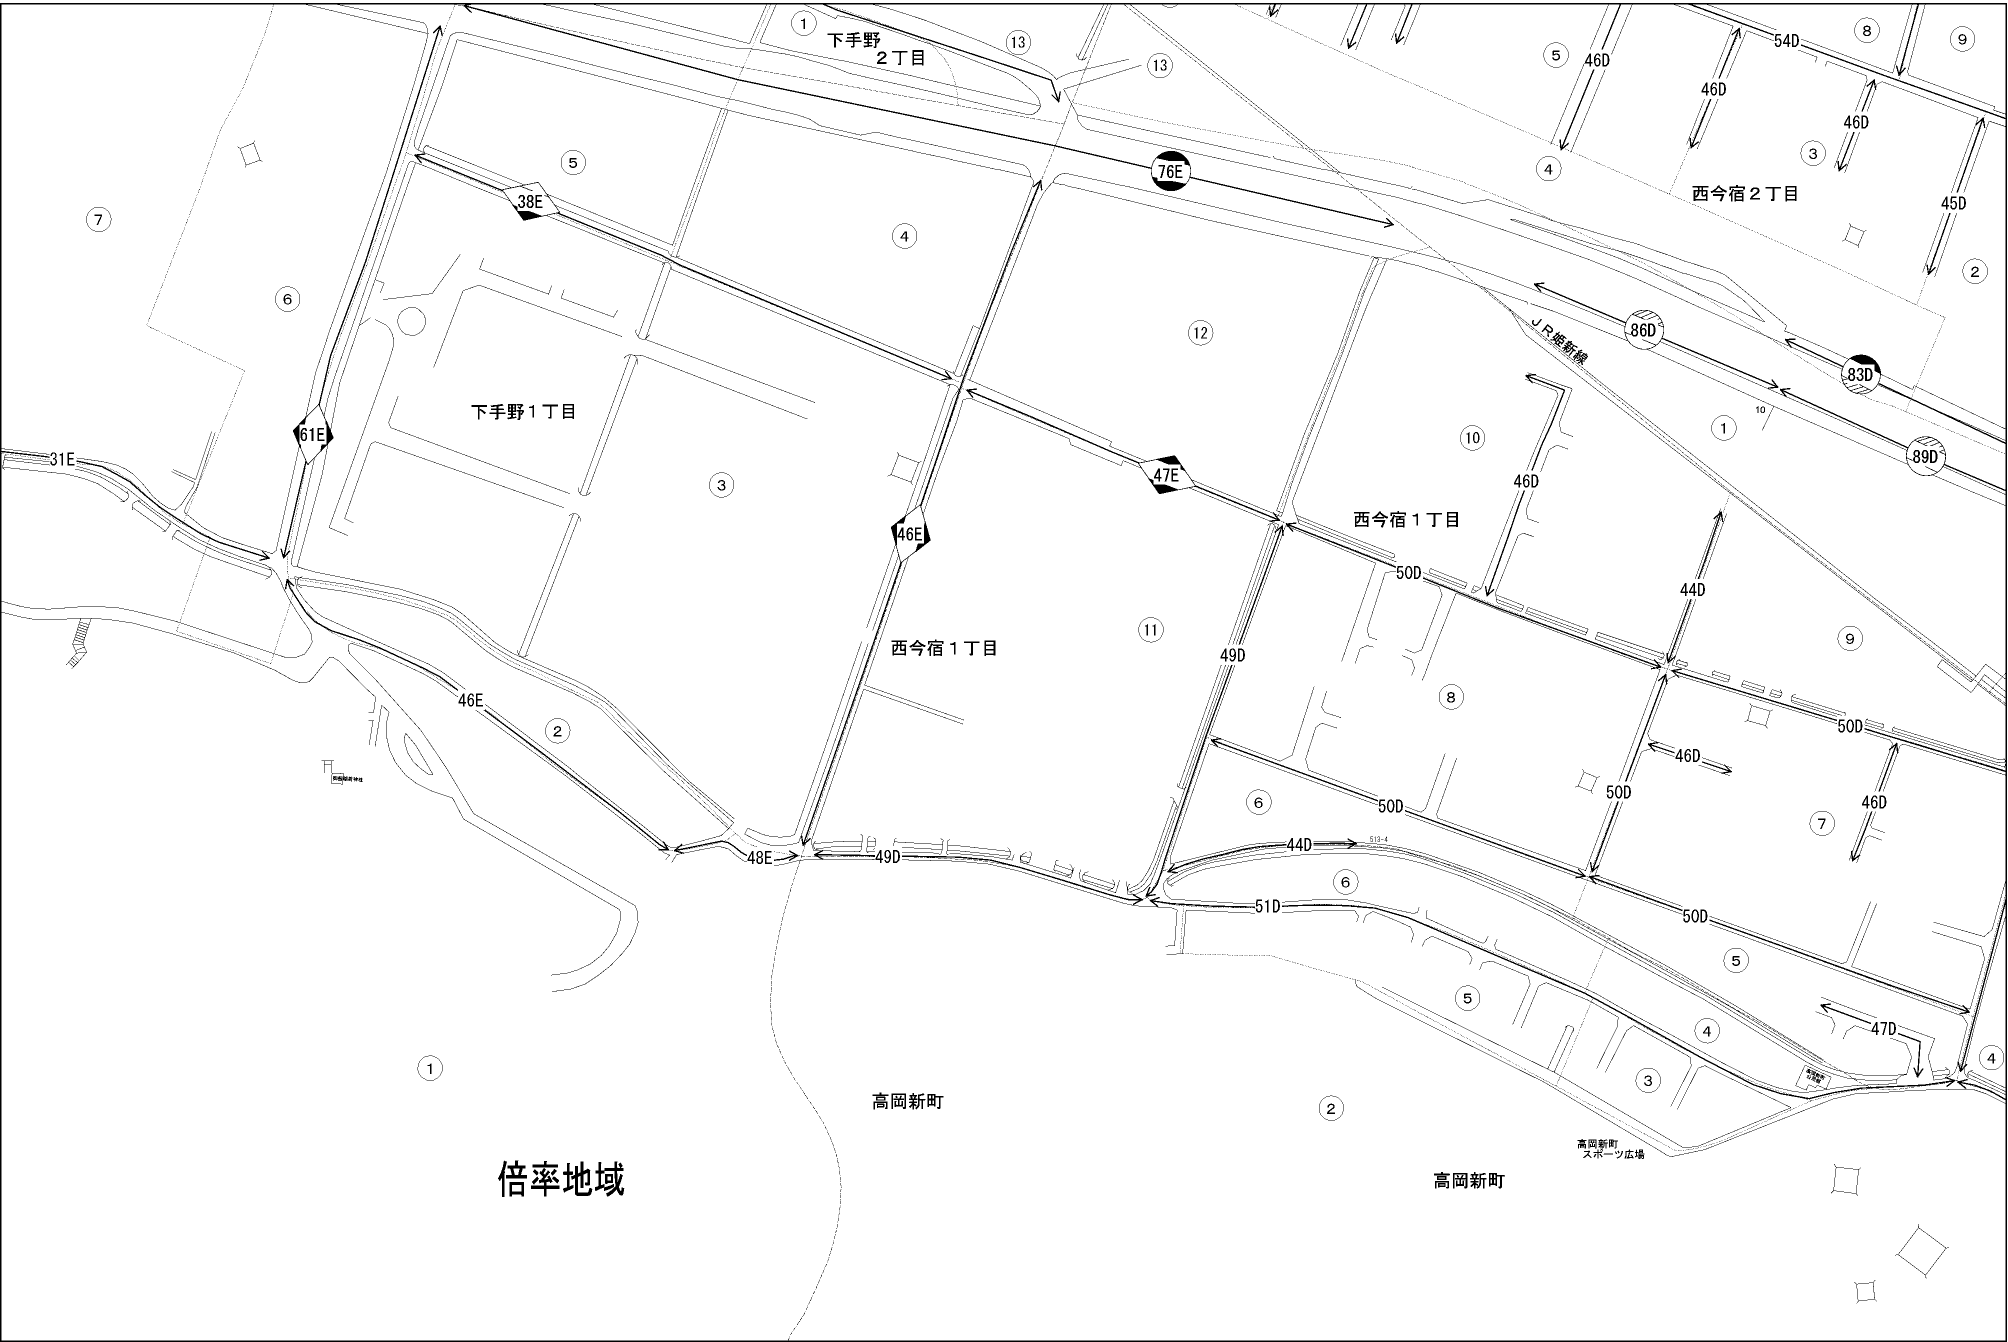 ①
下手野
２丁目
⑬
⑬
⑤
46D
54D
⑧
⑨
46D
46D
③
④
⑤
38E
76E
西今宿２丁目
45D
②
⑦
④
⑥
⑫
86D
ＪＲ姫新線
83D
下手野１丁目
10
①
61E
31E
⑩
89D
47E
③
46D
西今宿１丁目
46E
50D
44D
⑪
⑨
西今宿１丁目
49D
46E
⑧
②
50D
46D
50D
50D
⑥
46D
⑦
513-4
44D
48E
49D
⑥
51D
50D
⑤
⑤
④
47D
①
④
③
高岡新町
②
高岡新町
スポーツ広場
倍率地域
高岡新町